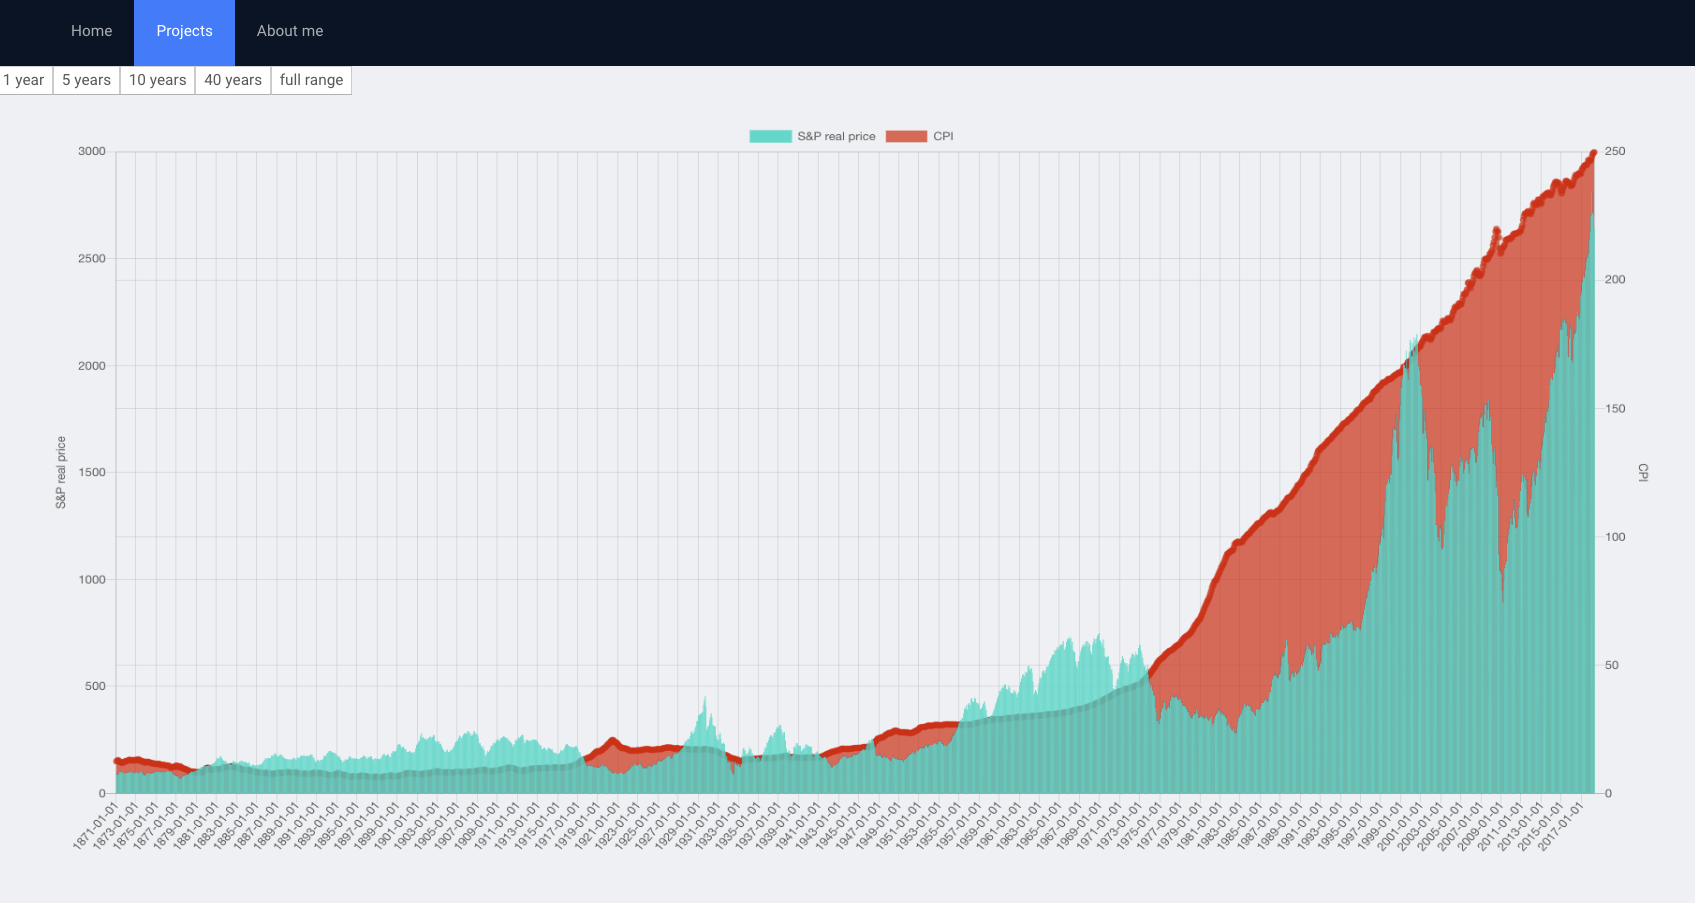 Home Projects About me
1 year 5 years 10 years 40 years full range
S&P real price CPI
3000 250
2500
200
2000
150
1500
100
1000
50
500
0 0
S&P real price
CPI
1871-01-01 1873-01-01 1875-01-01 1877-01-01 1879-01-01 1881-01-01 1883-01-01 1885-01-01 1887-01-01 1889-01-01 1891-01-01 1893-01-01 1895-01-01 1897-01-01 1899-01-01 1901-01-01 1903-01-01 1905-01-01 1907-01-01 1909-01-01 1911-01-01 1913-01-01 1915-01-01 1917-01-01 1919-01-01 1921-01-01 1923-01-01 1925-01-01 1927-01-01 1929-01-01 1931-01-01 1933-01-01 1935-01-01 1937-01-01 1939-01-01 1941-01-01 1943-01-01 1945-01-01 1947-01-01 1949-01-01 1951-01-01 1953-01-01 1955-01-01 1957-01-01 1959-01-01 1961-01-01 1963-01-01 1965-01-01 1967-01-01 1969-01-01 1971-01-01 1973-01-01 1975-01-01 1977-01-01 1979-01-01 1981-01-01 1983-01-01 1985-01-01 1987-01-01 1989-01-01 1991-01-01 1993-01-01 1995-01-01 1997-01-01 1999-01-01 2001-01-01 2003-01-01 2005-01-01 2007-01-01 2009-01-01 2011-01-01 2013-01-01 2015-01-01 2017-01-01